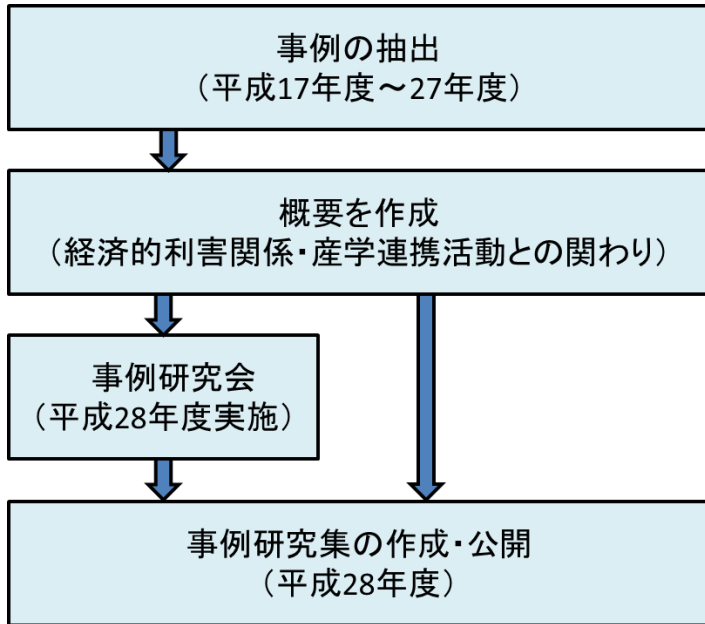 事例の抽出
（平成17年度～27年度）
概要を作成
（経済的利害関係・産学連携活動との関わり）
事例研究会
（平成28年度実施）
事例研究集の作成・公開
（平成28年度）